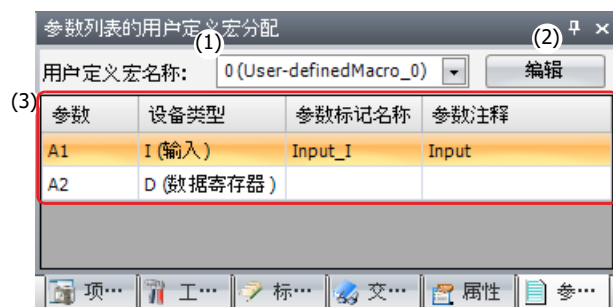 参数列表的用户定义宏分配
(1)
(2)
用户定义宏名称: 0 (User-definedMacro_0) 编辑
(3)
参数 设备类型 参数标记名称 参数注释
A1 I (输入) Input_I Input
A2 D (数据寄存器)
项… 工… 标… 交… 属性 参…